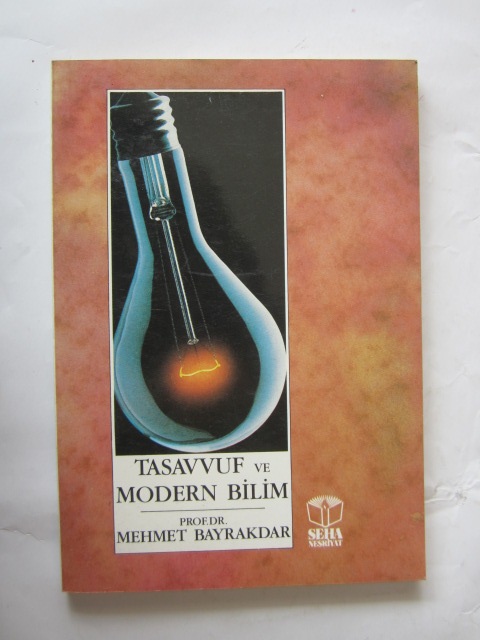 TASAVVUF VE
MODERN BİLİM
PROF.DR.
MEHMET BAYRAKDAR
SEHA
NEŞRİYAT